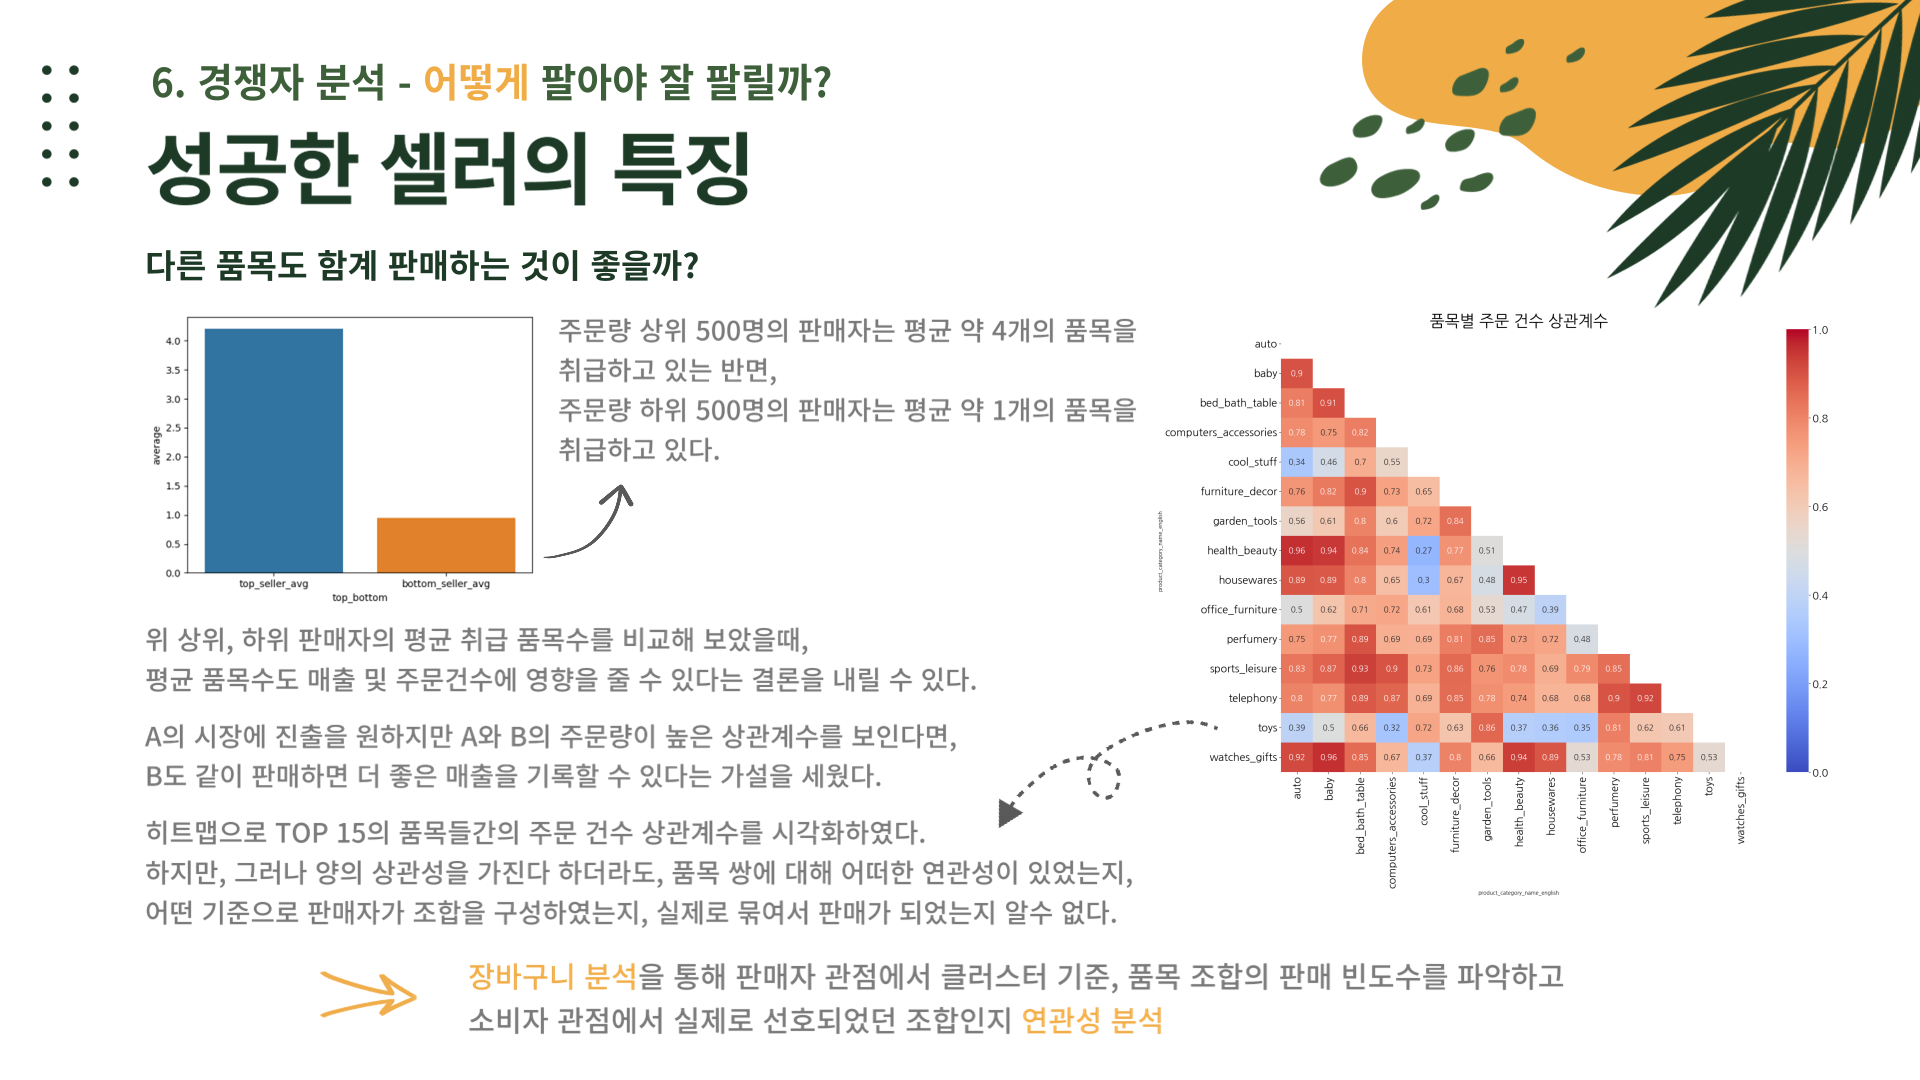 6. 경쟁자 분석 - 어떻게 팔아야 잘 팔릴까?
성공한 셀러의 특징
다른 품목도 함계 판매하는 것이 좋을까?
average
4.0
3.5
3.0
2.5
2.0
1.5
1.0
0.5
0.0
top_seller_avg bottom_seller_avg
top_bottom
주문량 상위 500명의 판매자는 평균 약 4개의 품목을
취급하고 있는 반면,
주문량 하위 500명의 판매자는 평균 약 1개의 품목을
취급하고 있다.
위 상위, 하위 판매자의 평균 취급 품목수를 비교해 보았을때,
평균 품목수도 매출 및 주문건수에 영향을 줄 수 있다는 결론을 내릴 수 있다.
A의 시장에 진출을 원하지만 A와 B의 주문량이 높은 상관계수를 보인다면,
B도 같이 판매하면 더 좋은 매출을 기록할 수 있다는 가설을 세웠다.
히트맵으로 TOP 15의 품목들간의 주문 건수 상관계수를 시각화하였다.
하지만, 그러나 양의 상관성을 가진다 하더라도, 품목 쌍에 대해 어떠한 연관성이 있었는지,
어떤 기준으로 판매자가 조합을 구성하였는지, 실제로 묶여서 판매가 되었는지 알수 없다.
품목별 주문 건수 상관계수
product_category_name_english
auto
baby 0.9
bed_bath_table 0.81 0.91
computers_accessories 0.78 0.75 0.82
cool_stuff 0.34 0.46 0.7 0.55
furniture_decor 0.76 0.82 0.9 0.73 0.65
garden_tools 0.56 0.61 0.8 0.6 0.72 0.84
health_beauty 0.96 0.94 0.84 0.74 0.27 0.77 0.51
housewares 0.89 0.89 0.8 0.65 0.3 0.67 0.48 0.95
office_furniture 0.5 0.62 0.71 0.72 0.61 0.68 0.53 0.47 0.39
perfumery 0.75 0.77 0.89 0.69 0.69 0.81 0.85 0.73 0.72 0.48
sports_leisure 0.83 0.87 0.93 0.9 0.73 0.86 0.76 0.78 0.69 0.79 0.85
telephony 0.8 0.77 0.89 0.87 0.69 0.85 0.78 0.74 0.68 0.68 0.9 0.92
toys 0.39 0.5 0.66 0.32 0.72 0.63 0.86 0.37 0.36 0.35 0.81 0.62 0.61
watches_gifts 0.92 0.96 0.85 0.67 0.37 0.8 0.66 0.94 0.89 0.53 0.78 0.81 0.75 0.53
auto baby bed_bath_table computers_accessories cool_stuff furniture_decor garden_tools health_beauty housewares office_furniture perfumery sports_leisure telephony toys watches_gifts
product_category_name_english
1.0
0.8
0.6
0.4
0.2
0.0
장바구니 분석을 통해 판매자 관점에서 클러스터 기준, 품목 조합의 판매 빈도수를 파악하고
소비자 관점에서 실제로 선호되었던 조합인지 연관성 분석